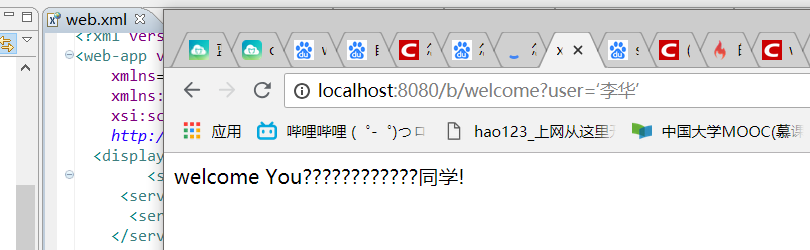 web.xml
<?xml vers
<web-app v
xmlns=
xmlns:
xsi:sc
http:/
<display
<s
<serv
<se
</serv
x
localhost:8080/b/welcome?user=‘李华’
应用
哔哩哔哩 ( ゜- ゜)つロ
hao123_上网从这里
中国大学MOOC(慕课
welcome You????????????同学!